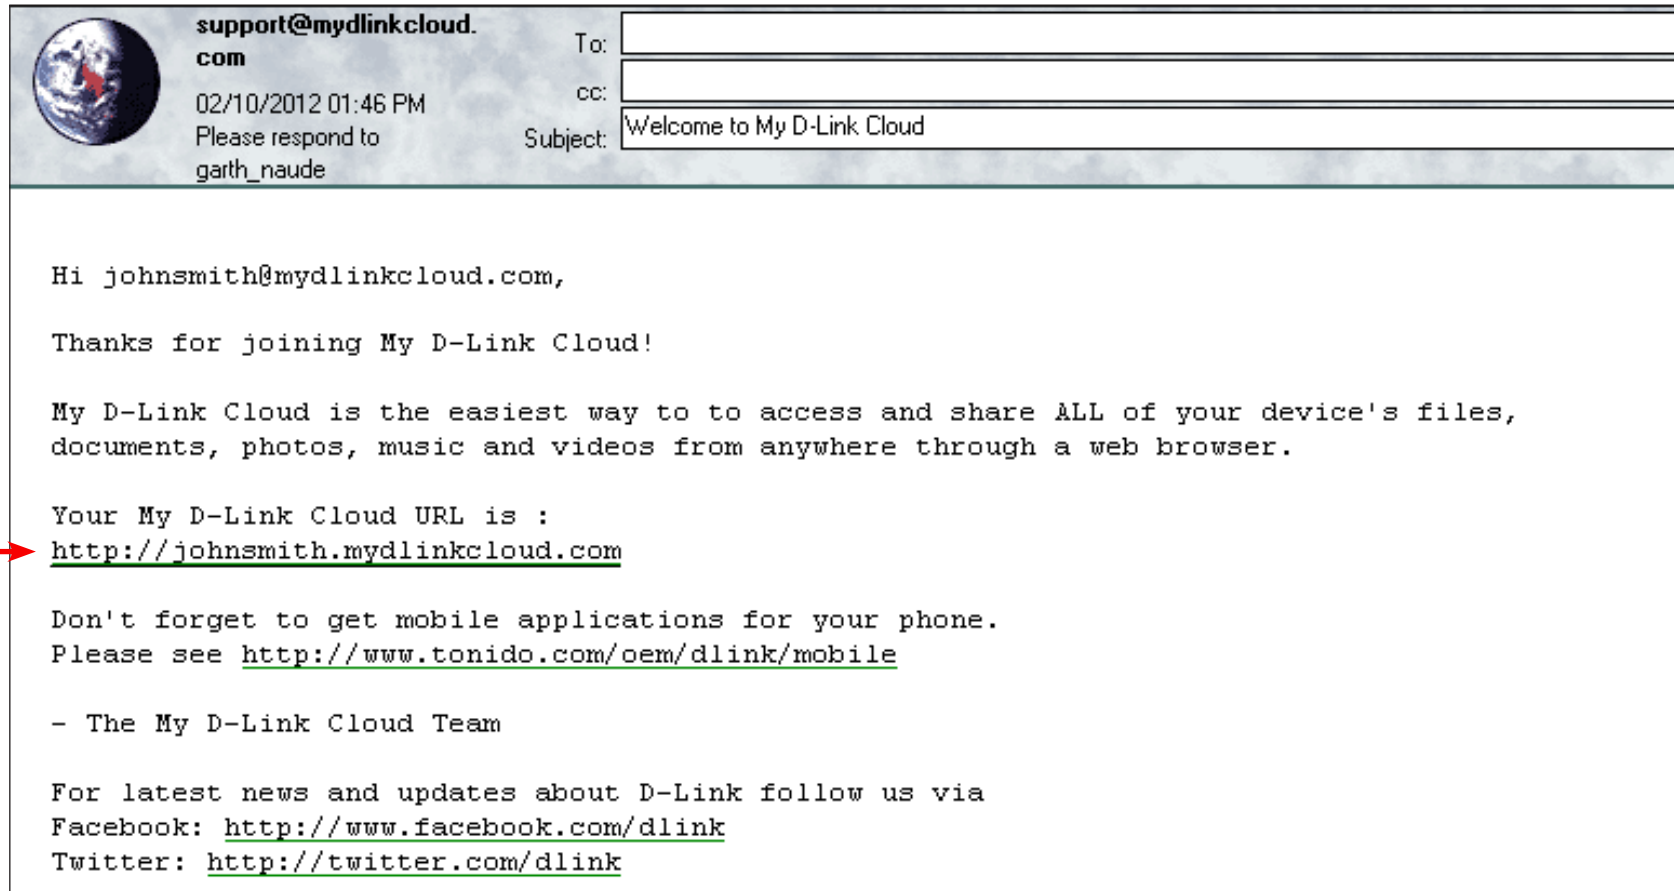 support@mydlinkcloud.
com
02/10/2012 01:46 PM
Please respond to
garth_naude
To:
cc:
Subject: Welcome to My D-Link Cloud
Hi johnsmith@mydlinkcloud.com,
Thanks for joining My D-Link Cloud!
My D-Link Cloud is the easiest way to to access and share ALL of your device's files,
documents, photos, music and videos from anywhere through a web browser.
Your My D-Link Cloud URL is :
http://johnsmith.mydlinkcloud.com
Don't forget to get mobile applications for your phone.
Please see http://www.tonido.com/oem/dlink/mobile
- The My D-Link Cloud Team
For latest news and updates about D-Link follow us via
Facebook: http://www.facebook.com/dlink
Twitter: http://twitter.com/dlink